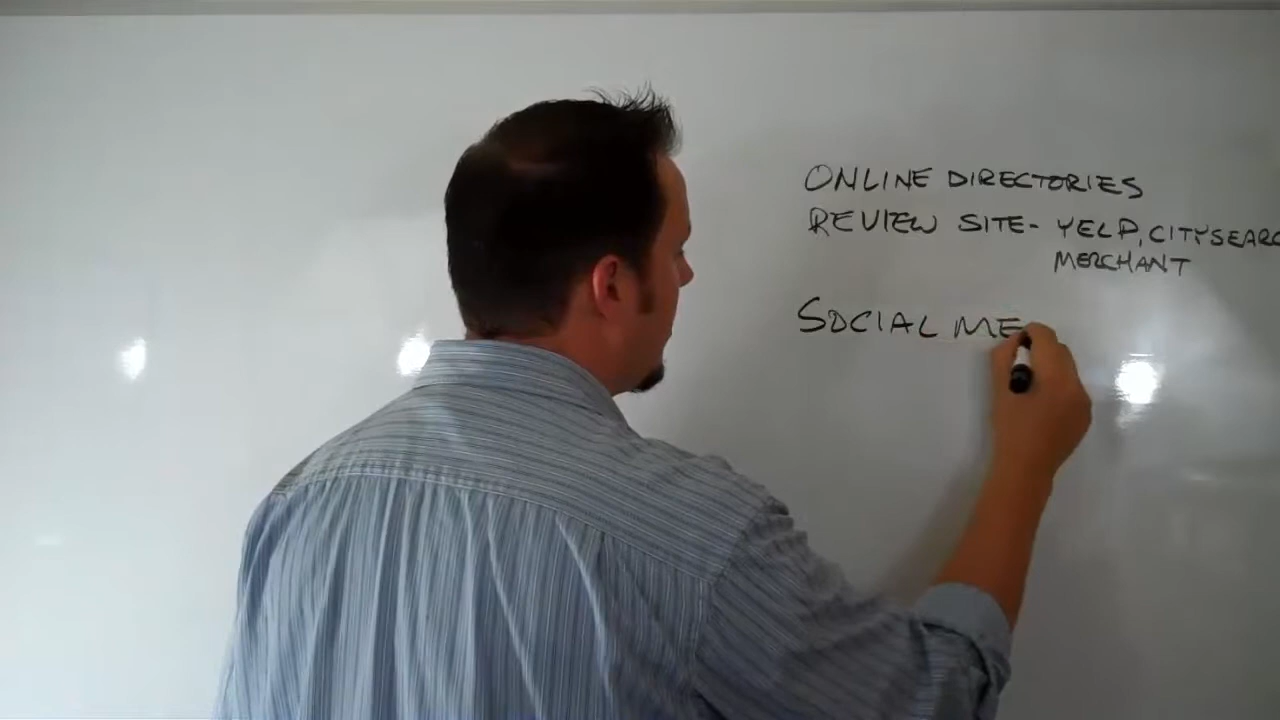 ONLINE DIRECTORIES
REVIEW SITE- YELP, CITYSEARC
MERCHANT
SOCIAL ME